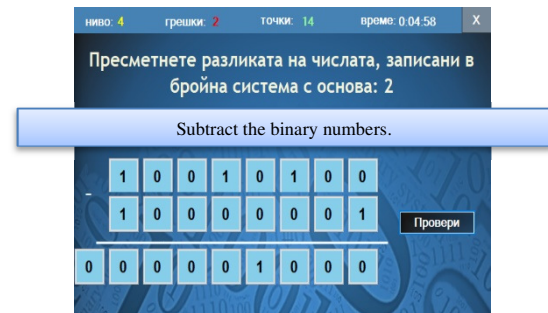 ниво: 4 грешки: 2 точки: 14 време: 0:04:58 X
Пресметнете разликата на числата, записани в
бройна система с основа: 2
Subtract the binary numbers.
1 0 0 1 0 1 0 0
-
1 0 0 0 0 0 0 1
Провери
0 0 0 0 0 1 0 0 0